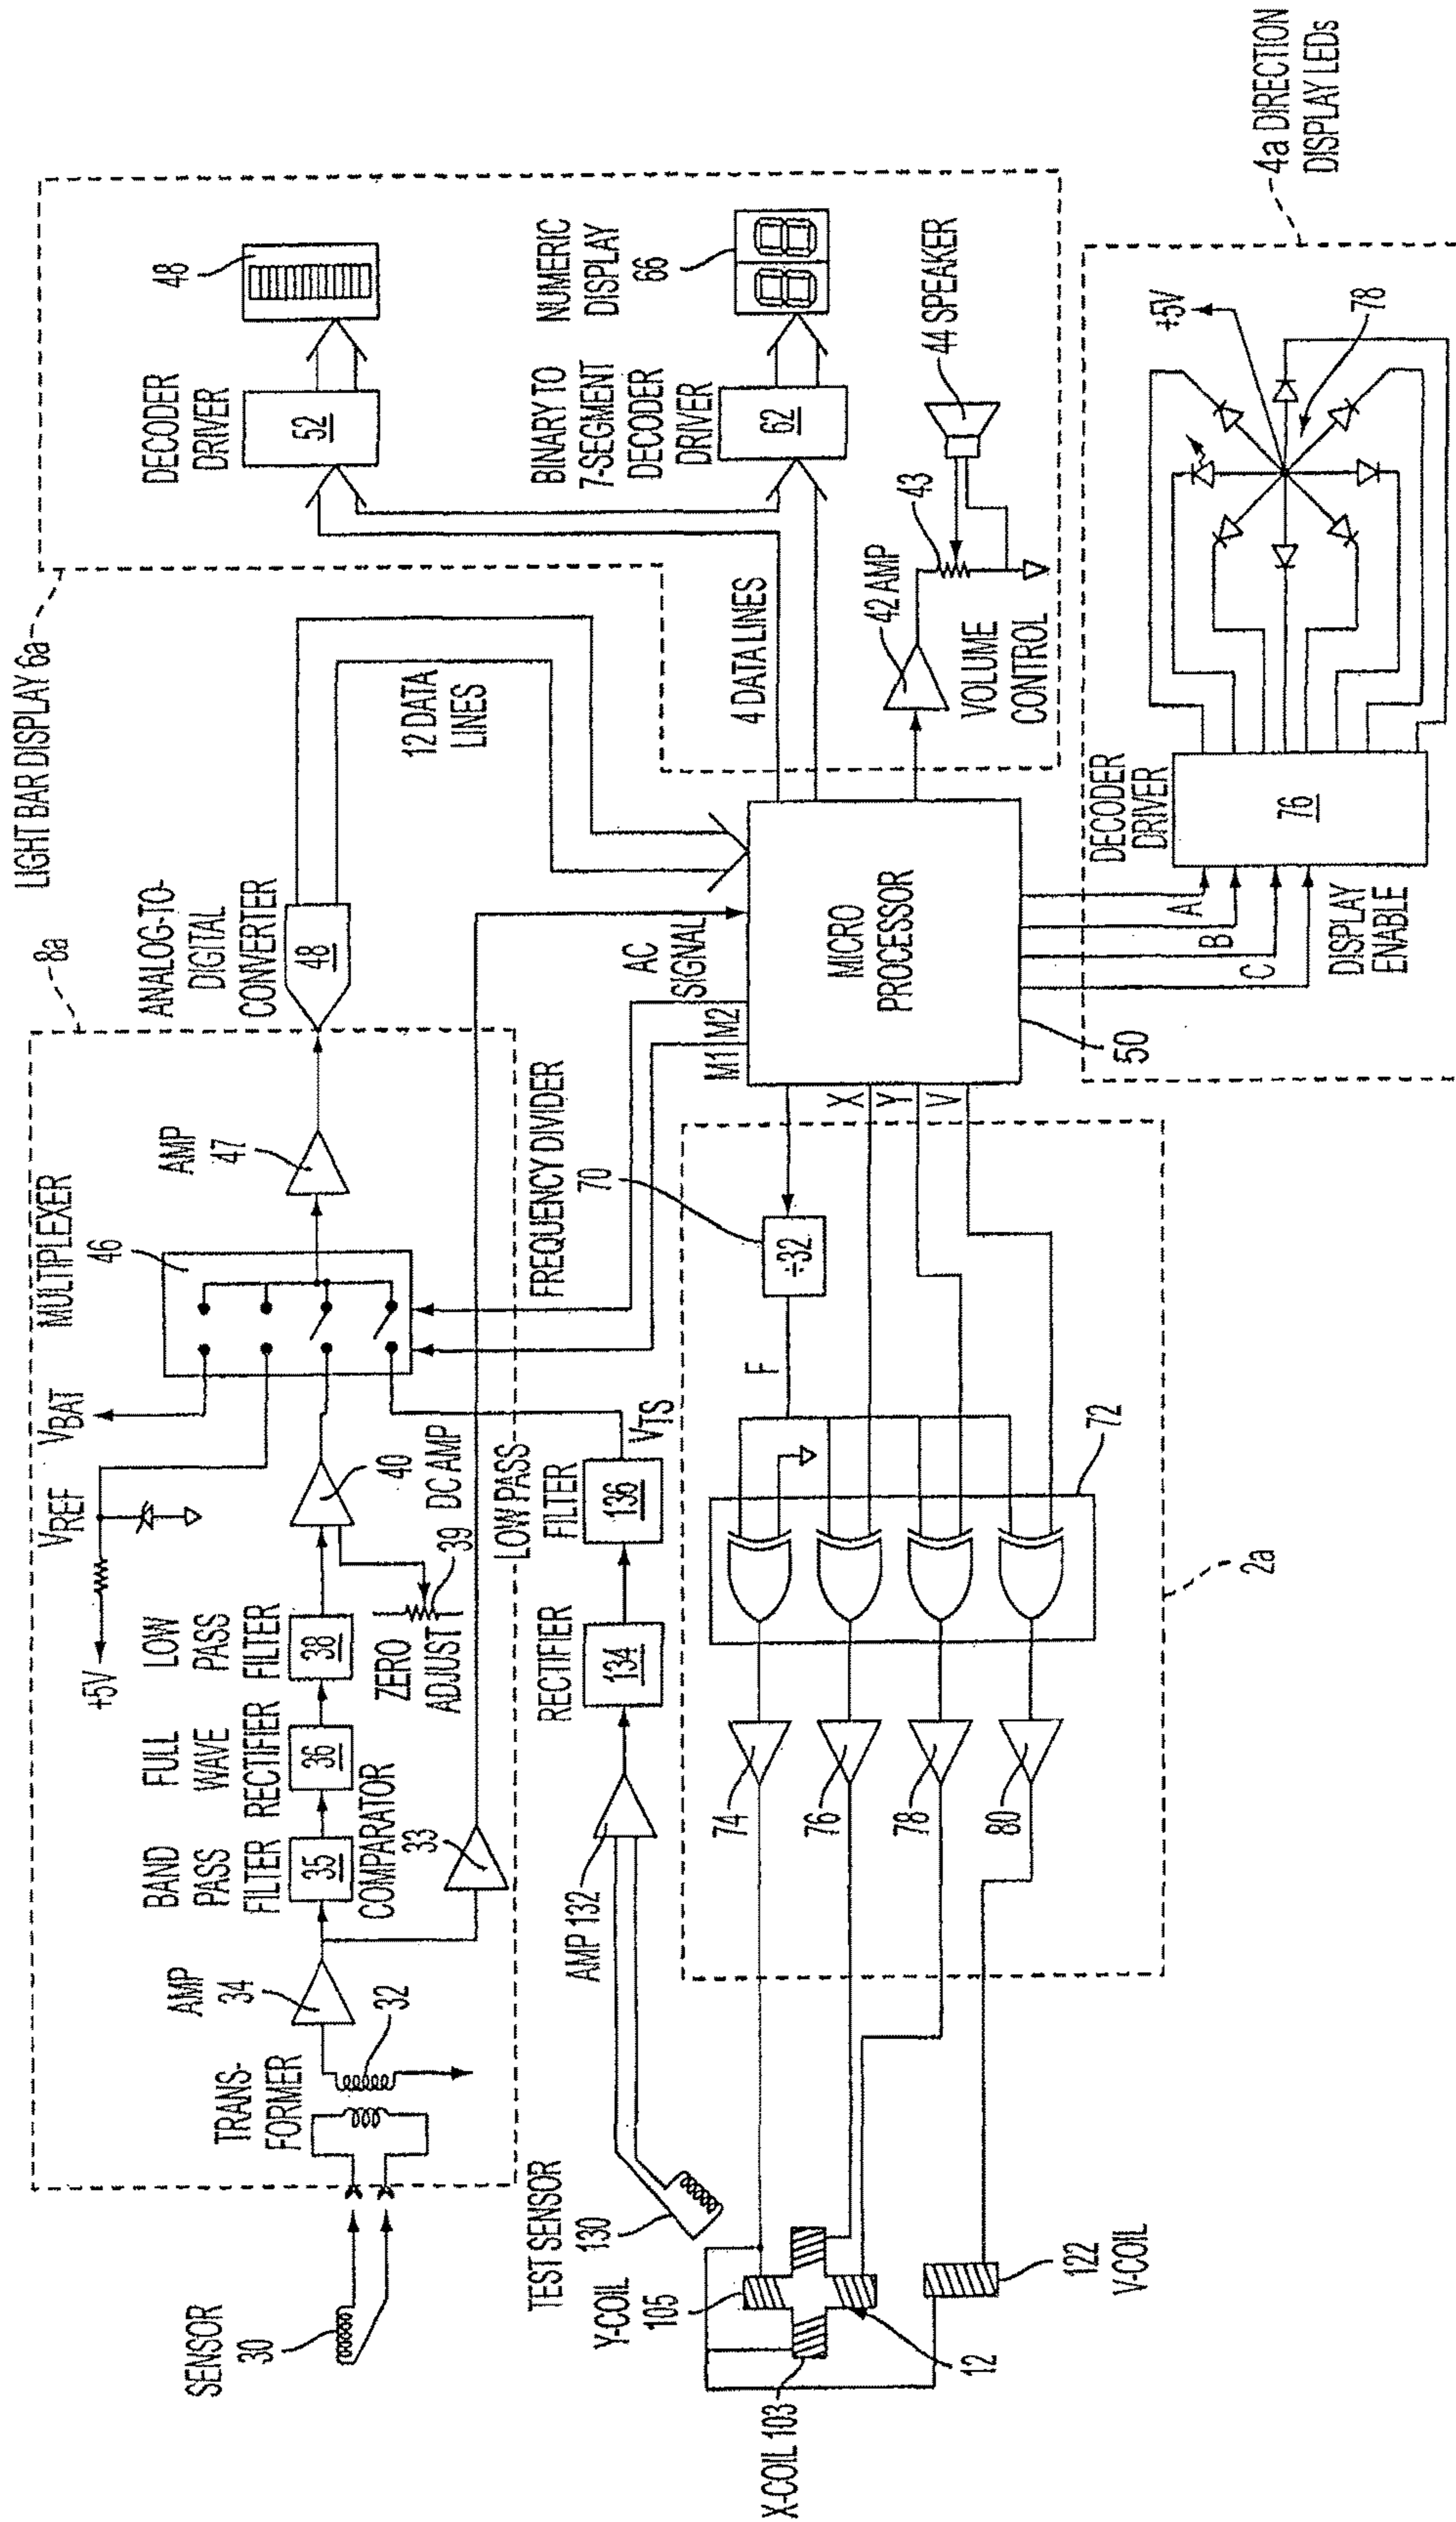 LIGHT BAR DISPLAY 6a
8a
SENSOR
30
TRANS-
FORMER
32
AMP
34
BAND
PASS
FILTER
35
FULL
WAVE
RECTIFIER
36
LOW
PASS
FILTER
38
COMPARATOR
33
ZERO
ADJUST
39
DC AMP
40
+5V
VREF
VBAT
MULTIPLEXER
46
AMP
47
ANALOG-TO-
DIGITAL
CONVERTER
48
12 DATA
LINES
DECODER
DRIVER
52
48
BINARY TO
7-SEGMENT
DECODER
DRIVER
62
NUMERIC
DISPLAY
66
4 DATA LINES
42 AMP
43
VOLUME
CONTROL
44 SPEAKER
TEST SENSOR
130
AMP 132
RECTIFIER
134
LOW PASS
FILTER
136
VTS
FREQUENCY DIVIDER
70
÷32
F
M1
M2
AC
SIGNAL
MICRO
PROCESSOR
50
X
Y
V
72
74
76
78
80
2a
Y-COIL
105
X-COIL 103
12
122
V-COIL
A
B
C
DISPLAY
ENABLE
DECODER
DRIVER
76
+5V
78
4a DIRECTION
DISPLAY LEDs